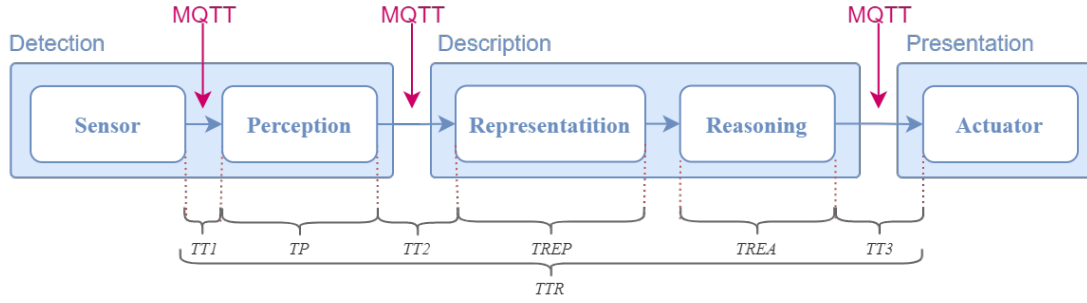 MQTT
MQTT
MQTT
Detection
Description
Presentation
Sensor
Perception
Representatition
Reasoning
Actuator
TT1
TP
TT2
TREP
TREA
TT3
TTR